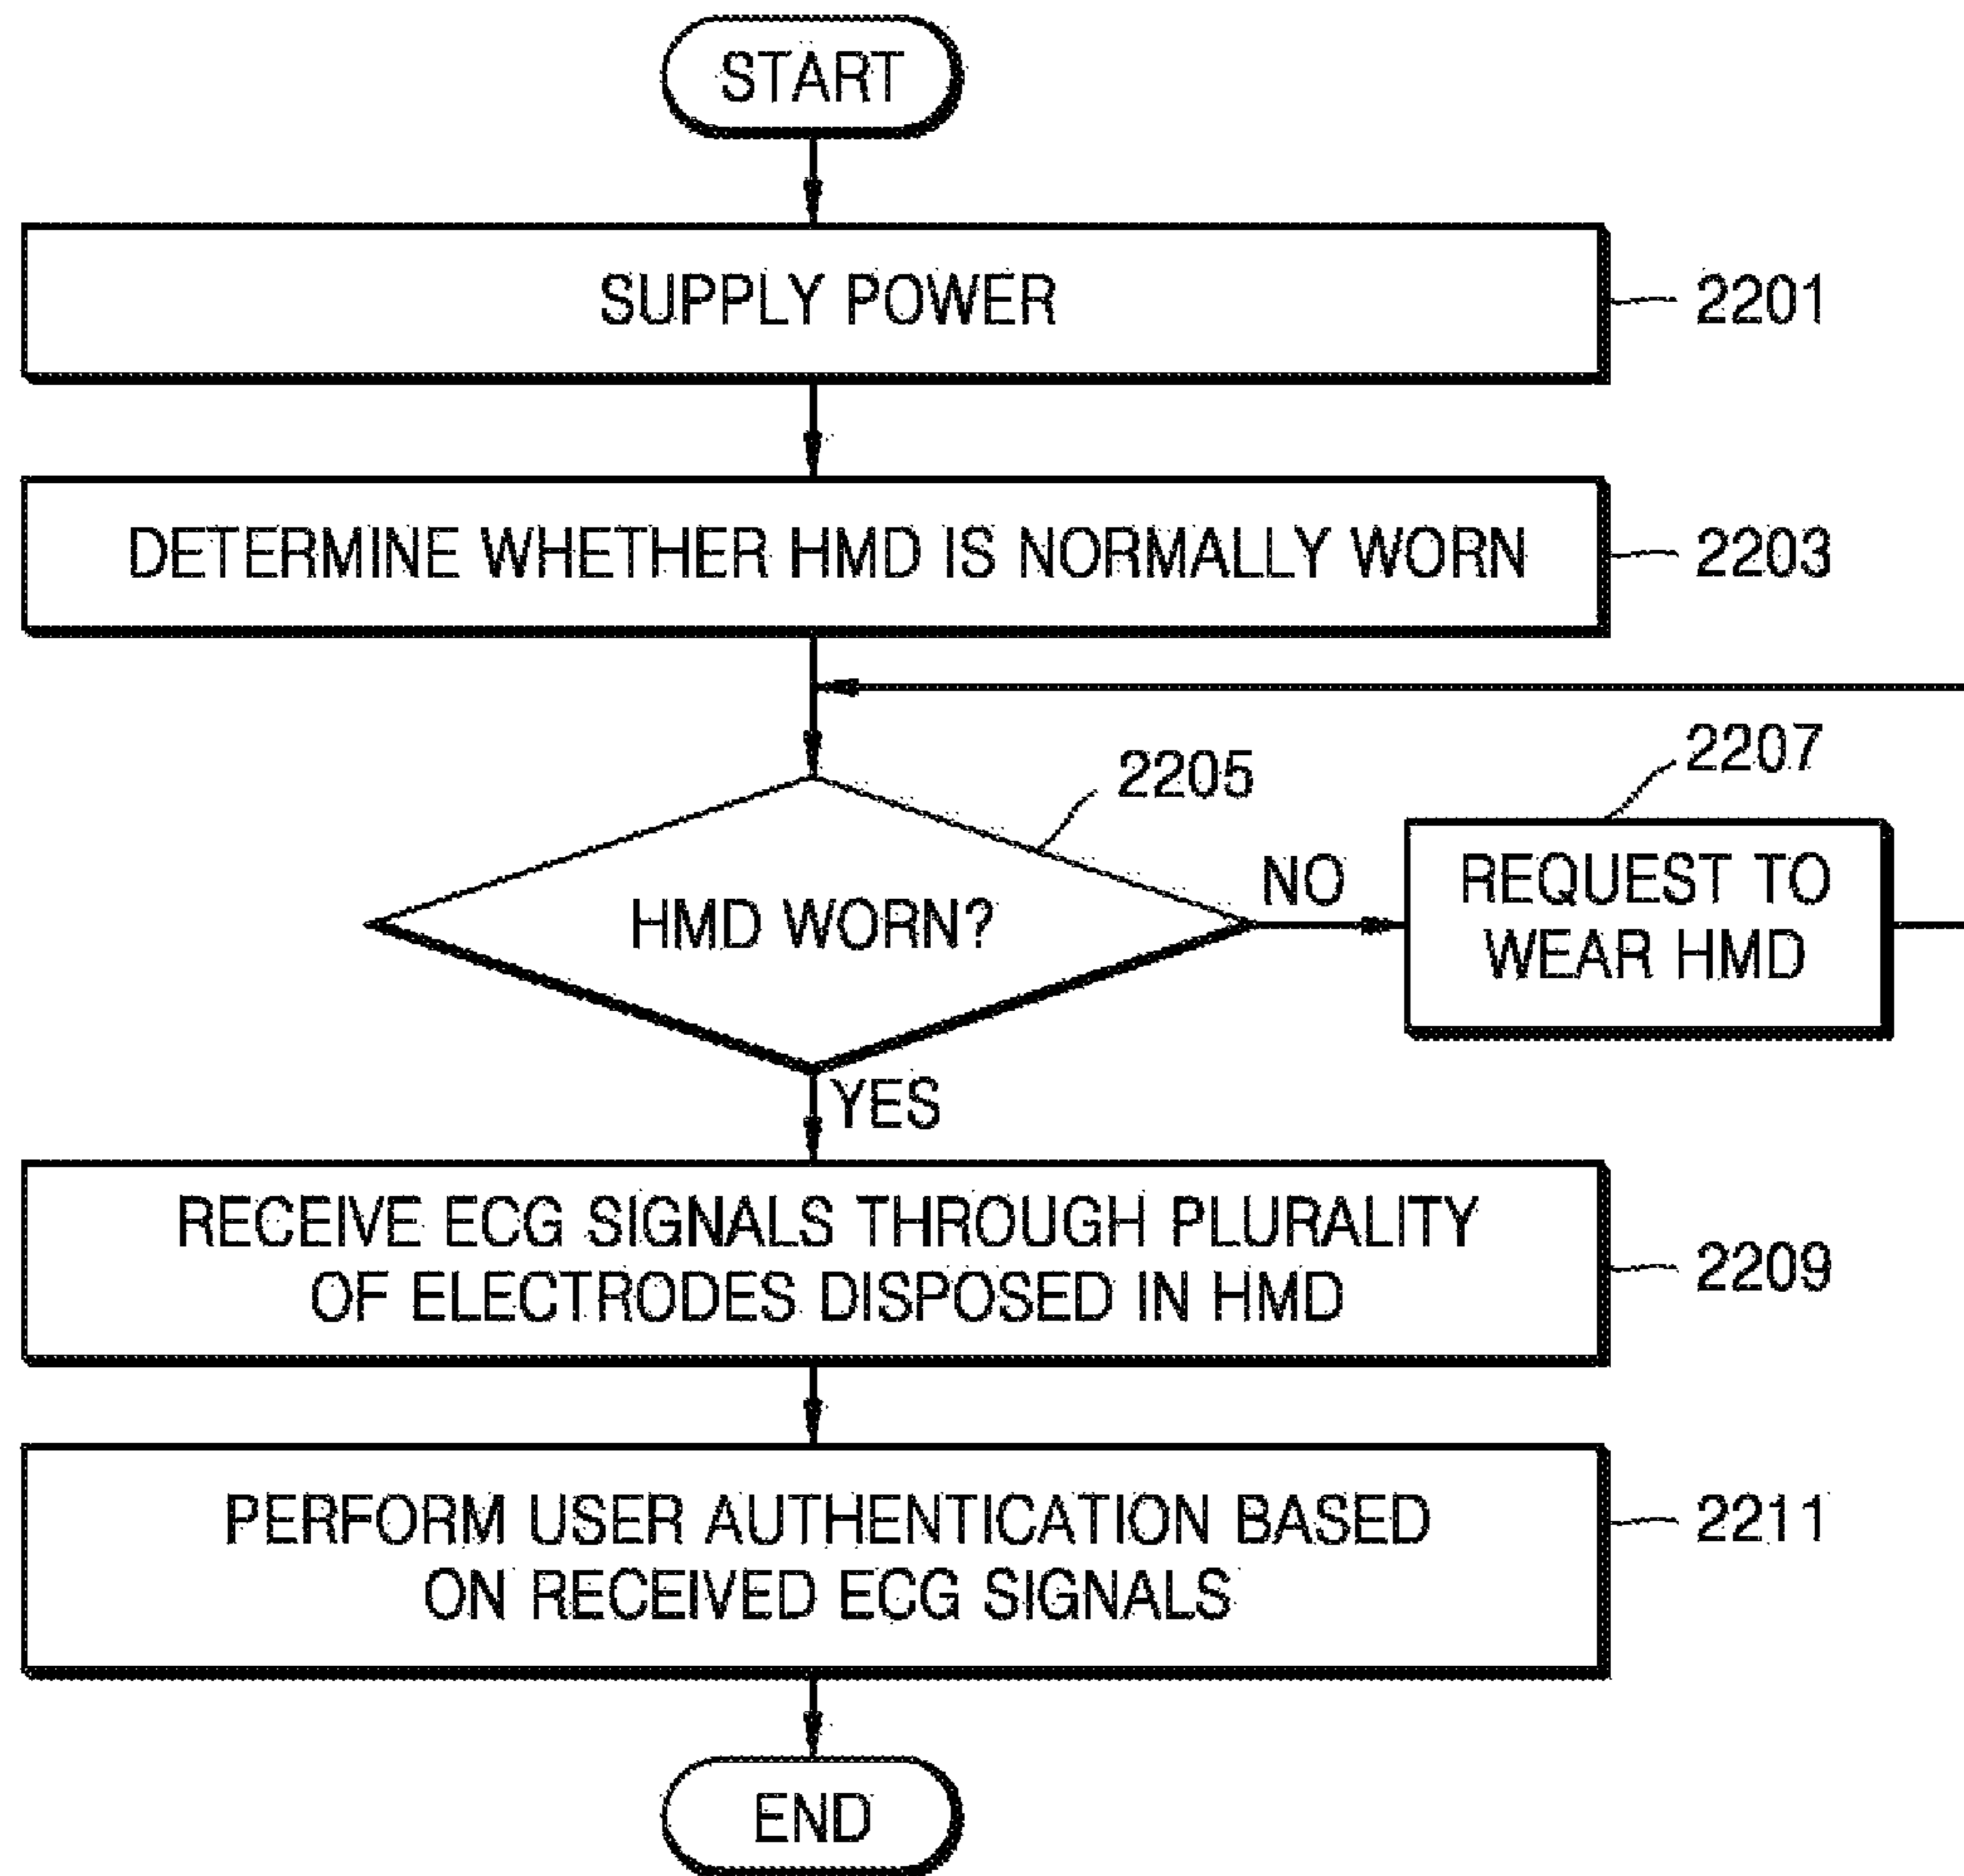 START
SUPPLY POWER
2201
DETERMINE WHETHER HMD IS NORMALLY WORN
2203
2205
HMD WORN?
NO
2207
REQUEST TO
WEAR HMD
YES
RECEIVE ECG SIGNALS THROUGH PLURALITY
OF ELECTRODES DISPOSED IN HMD
2209
PERFORM USER AUTHENTICATION BASED
ON RECEIVED ECG SIGNALS
2211
END